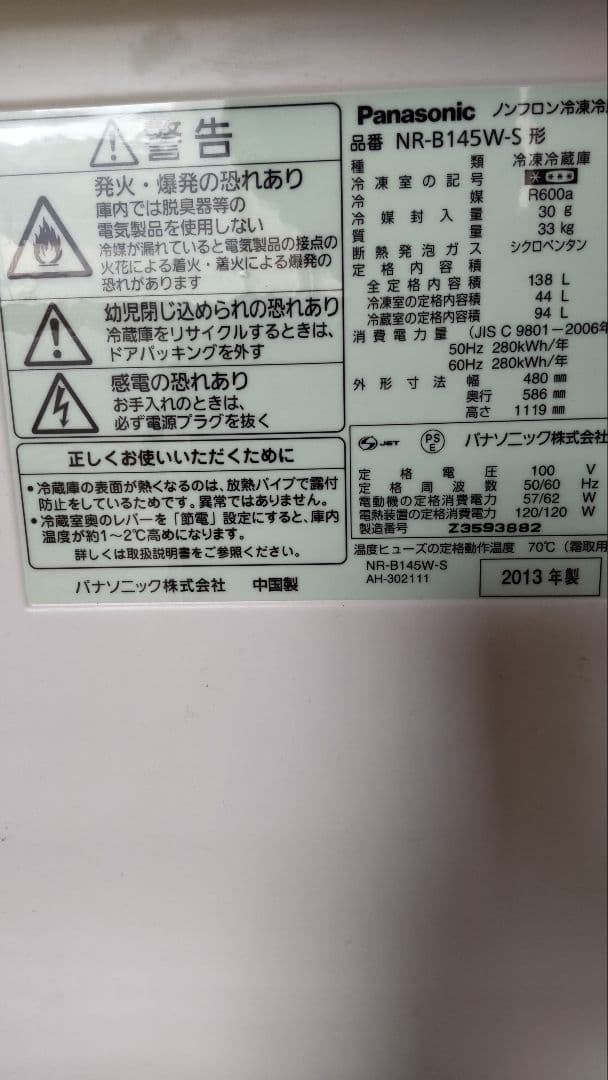 警告
発火・爆発の恐れあり
庫内では脱臭器等の
電気製品を使用しない
冷媒が漏れていると電気製品の接点の
火花による着火・着火による爆発の
恐れがあります
幼児閉じ込められの恐れあり
冷蔵庫をリサイクルするときは、
ドアパッキングを外す
感電の恐れあり
お手入れのときは、
必ず電源プラグを抜く
正しくお使いいただくために
・冷蔵庫の表面が熱くなるのは、放熱パイプで露付
防止をしているためです。異常ではありません。
・冷蔵室奥のレバーを「節電」設定にすると、庫内
温度が約1~2℃高めになります。
詳しくは取扱説明書をご参照ください。
パナソニック株式会社 中国製
Panasonic ノンフロン冷凍冷
品番 NR-B145W-S形
種類 冷凍冷蔵庫
冷凍室の記号 ****
冷媒 R600a
冷媒封入量 30 g
質量 33 kg
断熱発泡ガス シクロペンタン
定格内容積
全定格内容積 138 L
冷凍室の定格内容積 44 L
冷蔵室の定格内容積 94 L
消費電力量 (JIS C 9801-2006年
50Hz 280kWh/年
60Hz 280kWh/年
外形寸法 幅 480 mm
奥行 586 mm
高さ 1119 mm
S JET PSE パナソニック株式会社
定格電圧 100 V
定格周波数 50/60 Hz
電動機の定格消費電力 57/62 W
電熱装置の定格消費電力 120/120 W
製造番号 Z3593882
温度ヒューズの定格動作温度 70℃(霜取用
NR-B145W-S
AH-302111
2013年製